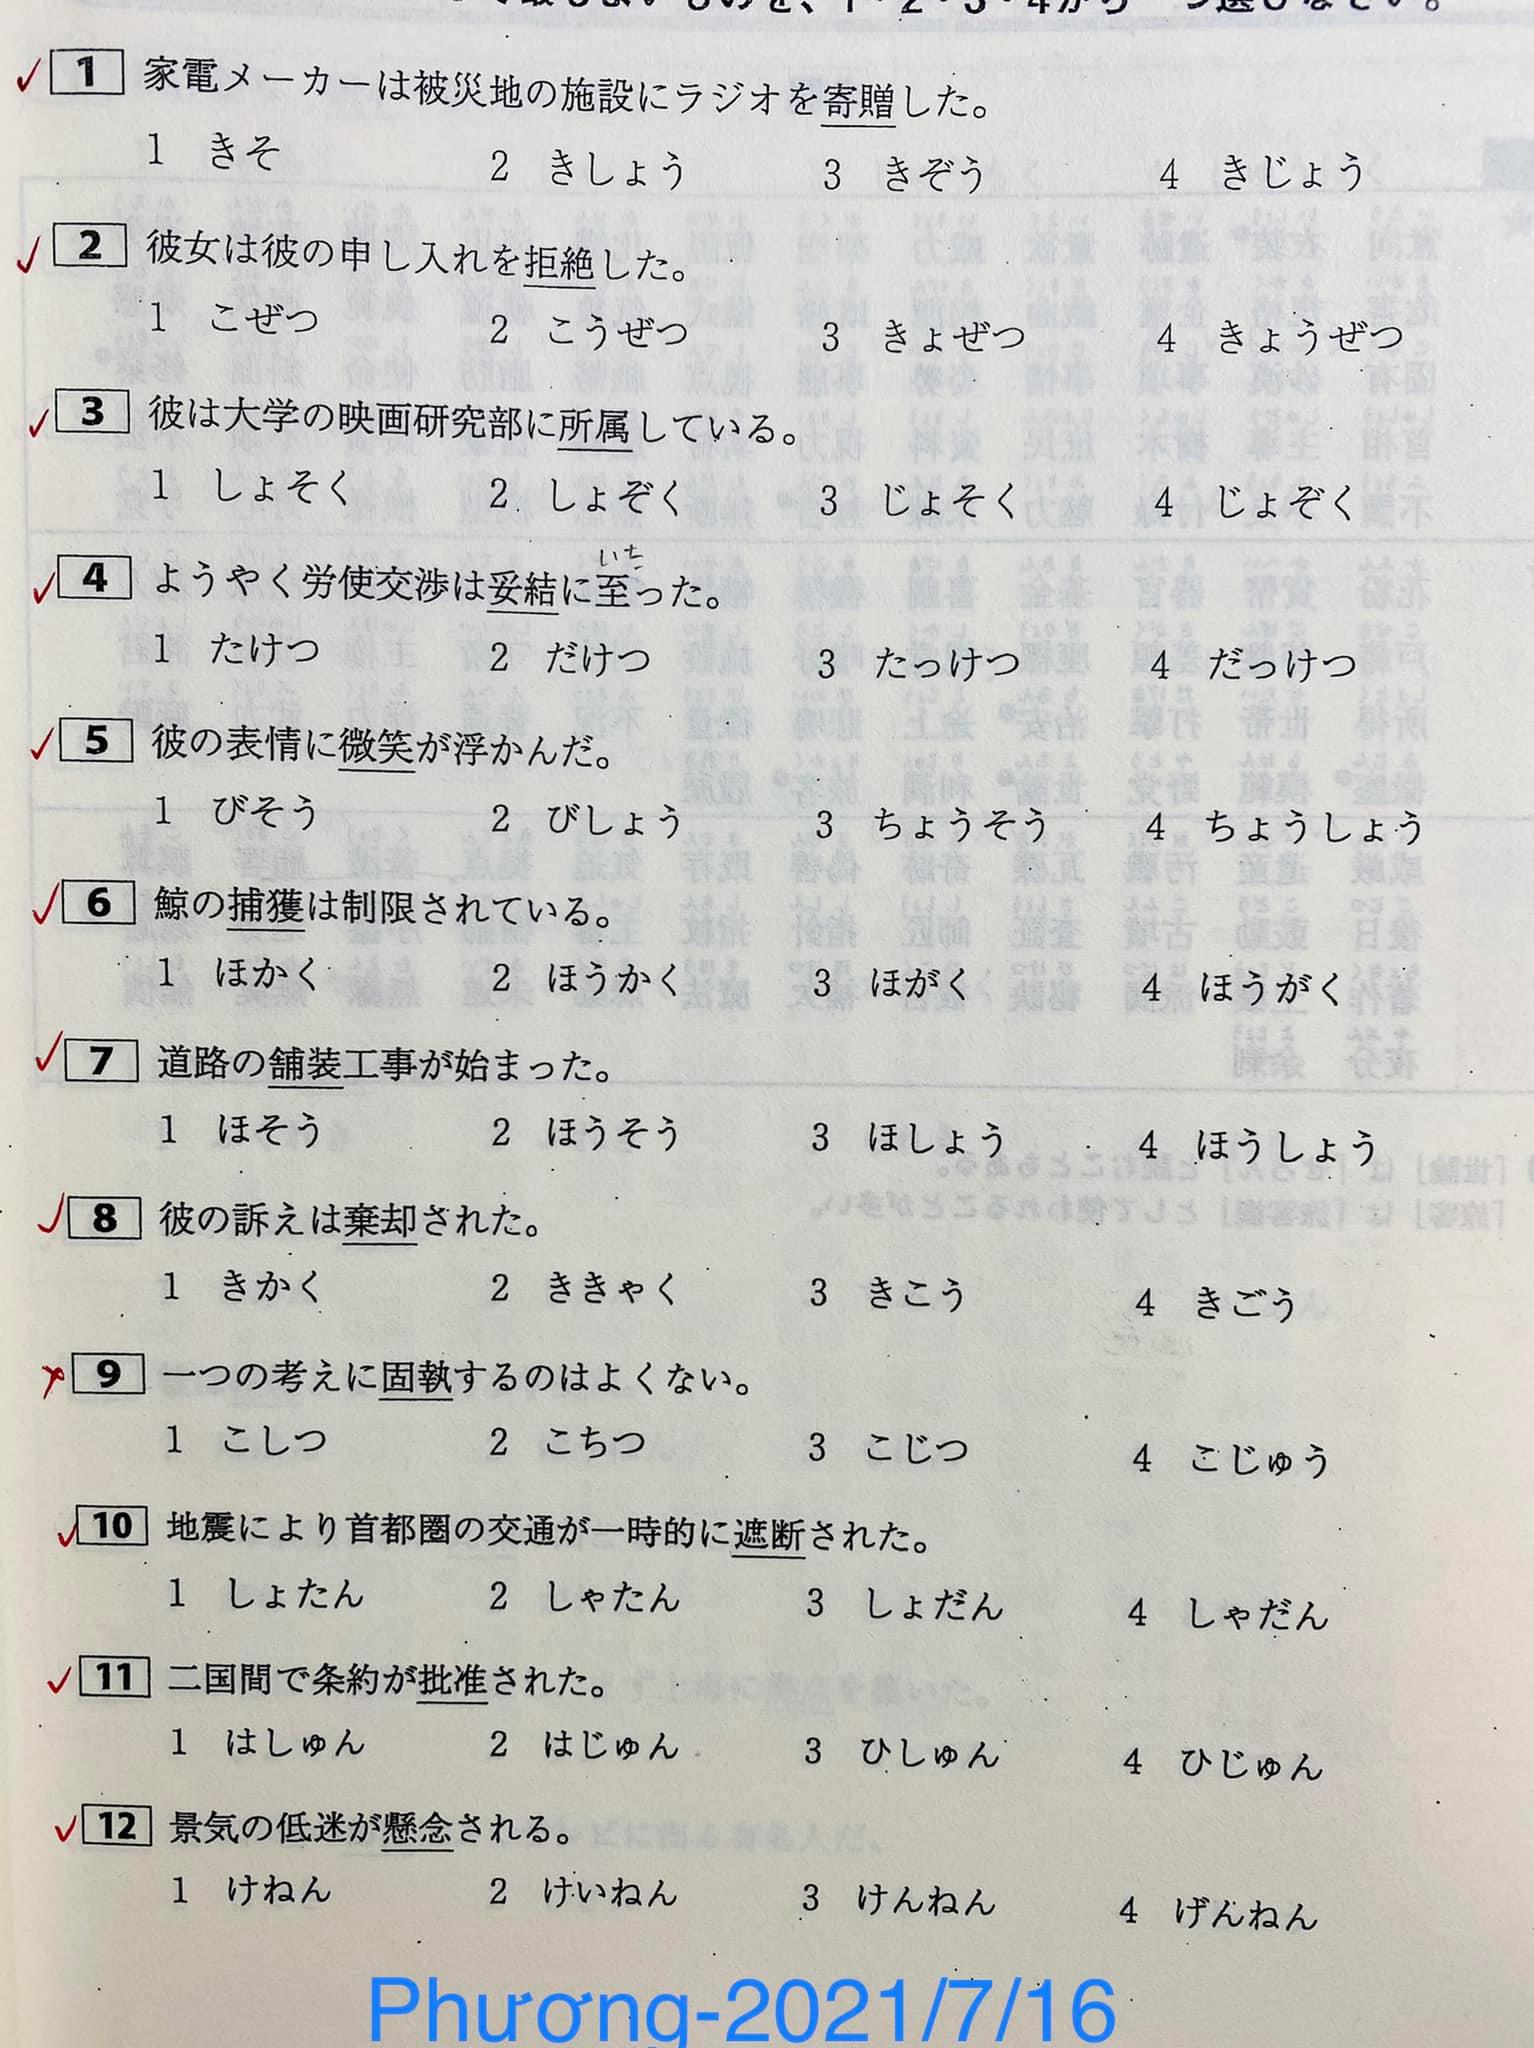 1 家電メーカーは被災地の施設にラジオを寄贈した。
1 きそ 2 きしょう 3 きぞう 4 きじょう
2 彼女は彼の申し入れを拒絶した。
1 こぜつ 2 こうぜつ 3 きょぜつ 4 きょうぜつ
3 彼は大学の映画研究部に所属している。
1 しょそく 2 しょぞく 3 じょそく 4 じょぞく
いた
4 ようやく労使交渉は妥結に至った。
1 たけつ 2 だけつ 3 たっけつ 4 だっけつ
5 彼の表情に微笑が浮かんだ。
1 びそう 2 びしょう 3 ちょうそう 4 ちょうしょう
6 鯨の捕獲は制限されている。
1 ほかく 2 ほうかく 3 ほがく 4 ほうがく
7 道路の舗装工事が始まった。
1 ほそう 2 ほうそう 3 ほしょう 4 ほうしょう
8 彼の訴えは棄却された。
1 きかく 2 ききゃく 3 きこう 4 きごう
9 一つの考えに固執するのはよくない。
1 こしつ 2 こちつ 3 こじつ 4 こじゅう
10 地震により首都圏の交通が一時的に遮断された。
1 しょたん 2 しゃたん 3 しょだん 4 しゃだん
11 二国間で条約が批准された。
1 はしゅん 2 はじゅん 3 ひしゅん 4 ひじゅん
12 景気の低迷が懸念される。
1 けねん 2 けいねん 3 けんねん 4 げんねん
Phương-2021/7/16